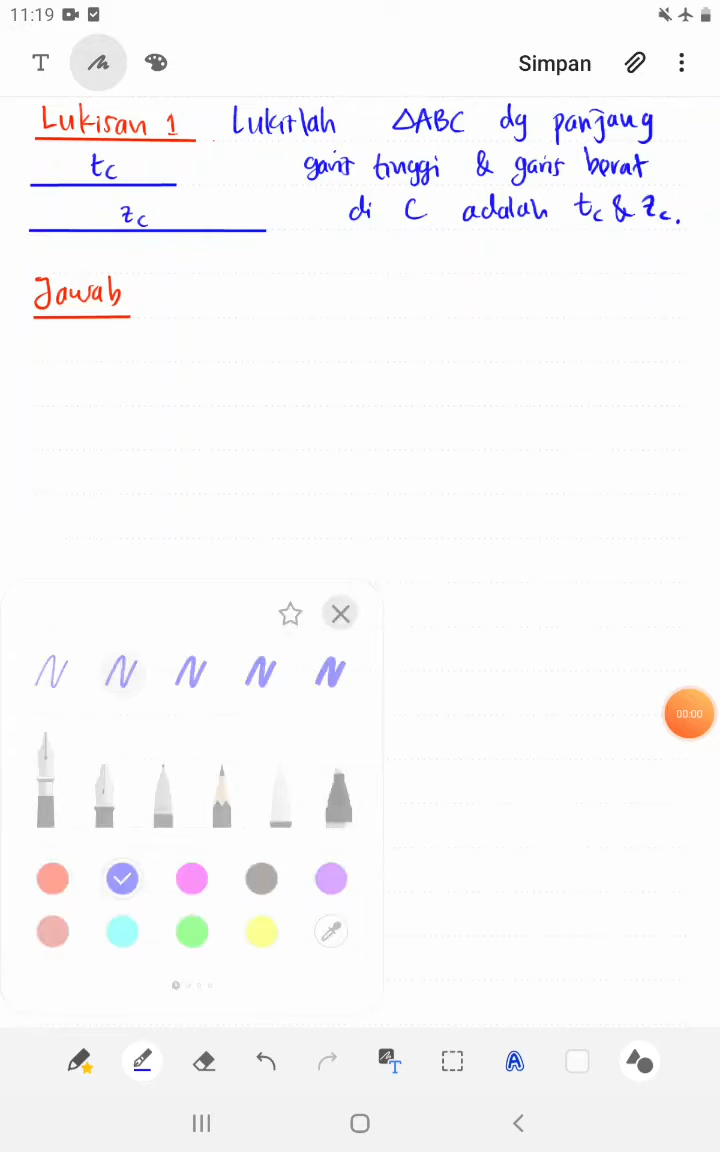 11:19
T
Simpan
Lukisan 1 Lukislah △ABC dg panjang
tc garis tinggi & garis berat
zc di C adalah tc & zc.
Jawab
00:00
T
A